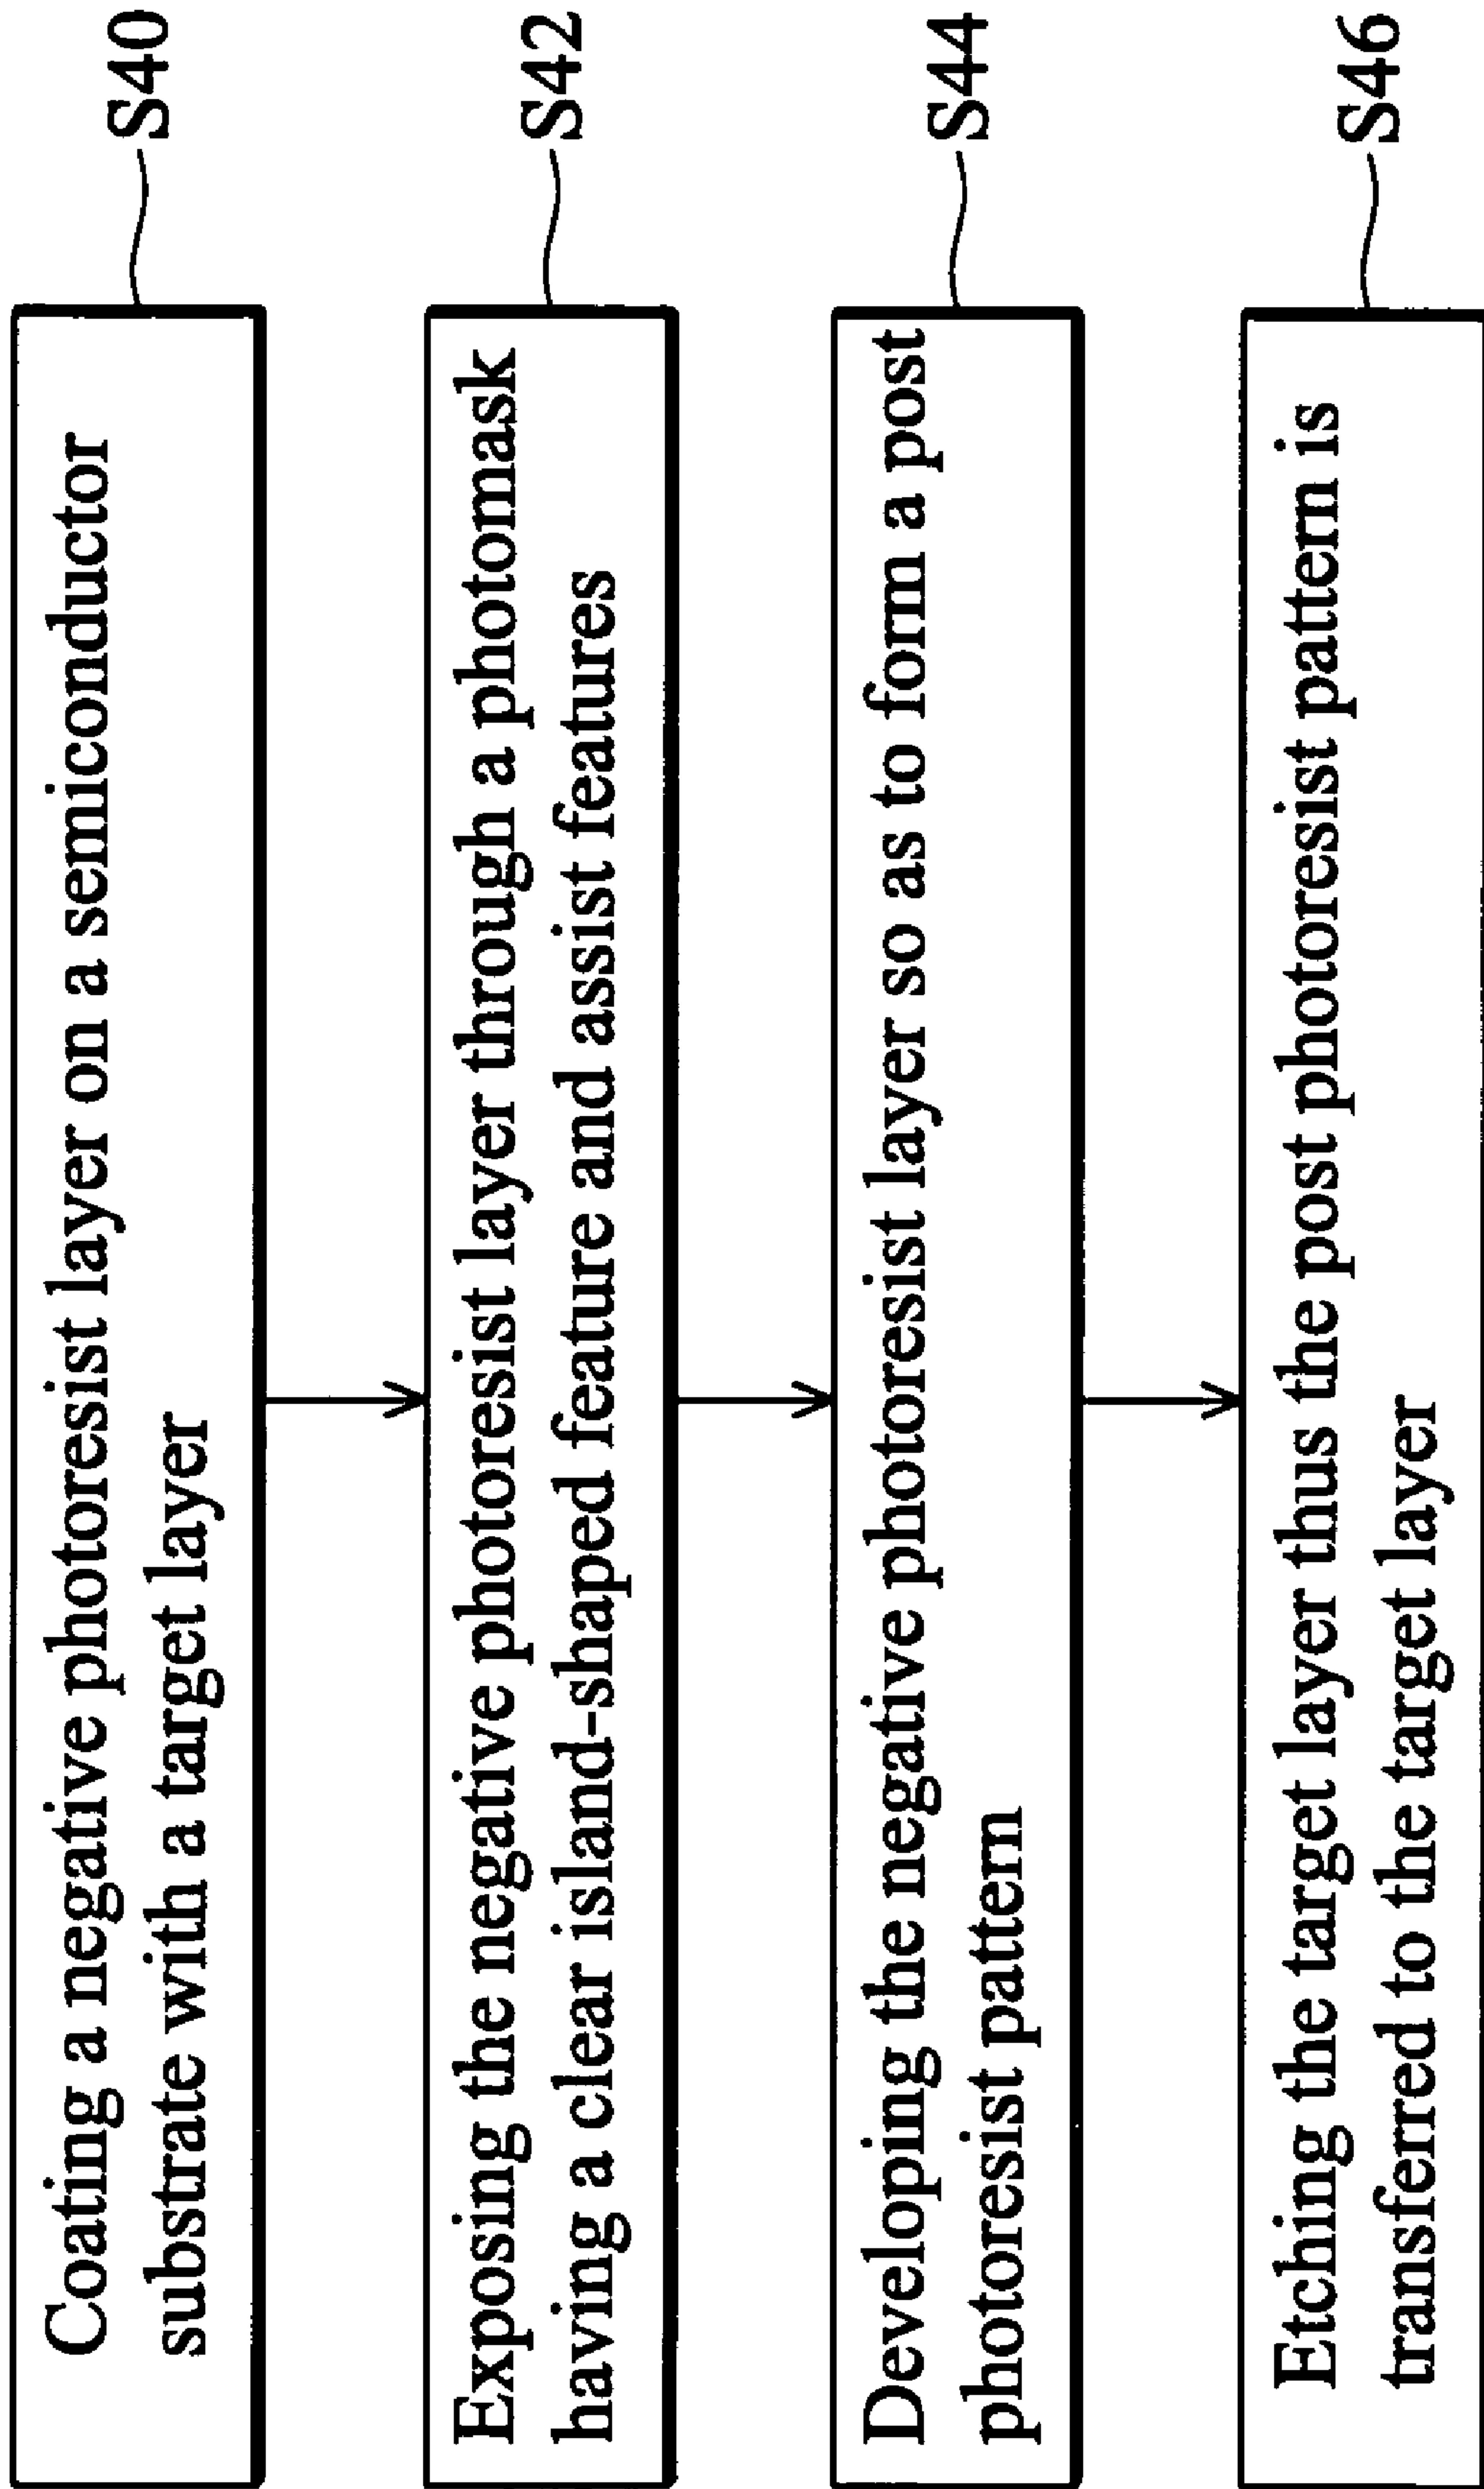 Coating a negative photoresist layer on a semiconductor
substrate with a target layer
S40
Exposing the negative photoresist layer through a photomask
having a clear island-shaped feature and assist features
S42
Developing the negative photoresist layer so as to form a post
photoresist pattern
S44
Etching the target layer thus the post photoresist pattern is
transferred to the target layer
S46